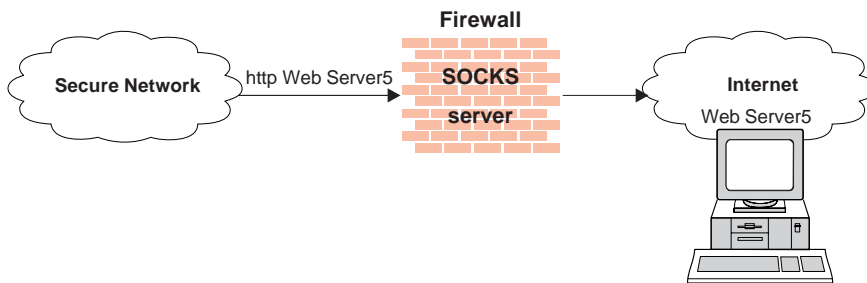 Firewall
Secure Network
http Web Server5
SOCKS
server
Internet
Web Server5